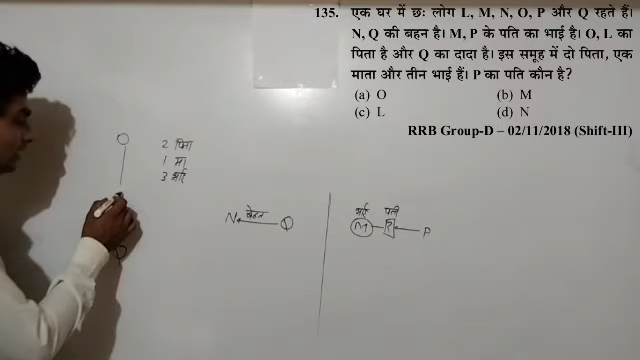 135. एक घर में छः लोग L, M, N, O, P और Q रहते हैं।
N, Q की बहन है। M, P के पति का भाई है। O, L का
पिता है और Q का दादा है। इस समूह में दो पिता, एक
माता और तीन भाई हैं। P का पति कौन है?
(a) O (b) M
(c) L (d) N
RRB Group-D – 02/11/2018 (Shift-III)
2 पिता
1 मा
3 भाई
बहन
N Q
भाई पती
M ? P